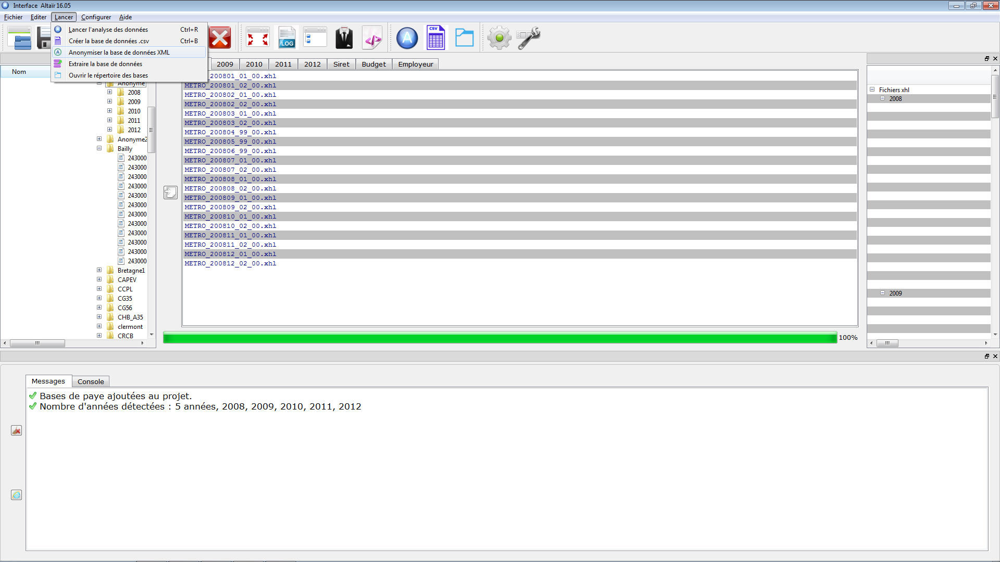 Interface Altaïr 16.05
Fichier Editer Lancer Configurer Aide
Lancer l'analyse des données Ctrl+R
Créer la base de données .csv Ctrl+B
Anonymiser la base de données XML
Extraire la base de données
Ouvrir le répertoire des bases
LOG
CSV
A
Nom
Anonyme
2008
2009
2010
2011
2012
Anonyme2
Bailly
243000
243000
243000
243000
243000
243000
243000
243000
243000
243000
243000
243000
Bretagne1
CAPEV
CCPL
CG35
CG56
CHB_A35
clermont
CRCB
2009 2010 2011 2012 Siret Budget Employeur
_200801_01_00.xhl
METRO_200801_02_00.xhl
METRO_200802_01_00.xhl
METRO_200802_02_00.xhl
METRO_200803_01_00.xhl
METRO_200803_02_00.xhl
METRO_200804_99_00.xhl
METRO_200805_99_00.xhl
METRO_200806_99_00.xhl
METRO_200807_01_00.xhl
METRO_200807_02_00.xhl
METRO_200808_01_00.xhl
METRO_200808_02_00.xhl
METRO_200809_01_00.xhl
METRO_200809_02_00.xhl
METRO_200810_01_00.xhl
METRO_200810_02_00.xhl
METRO_200811_01_00.xhl
METRO_200811_02_00.xhl
METRO_200812_01_00.xhl
METRO_200812_02_00.xhl
100%
Fichiers xhl
2008
2009
Messages Console
Bases de paye ajoutées au projet.
Nombre d'années détectées : 5 années, 2008, 2009, 2010, 2011, 2012